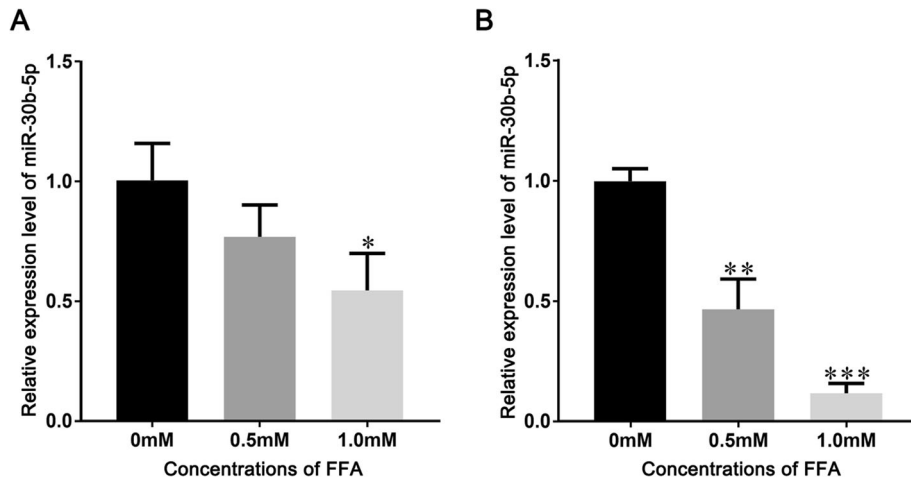 A
Relative expression level of miR-30b-5p
1.5
1.0
0.5
0.0
*
0mM
0.5mM
1.0mM
Concentrations of FFA
B
Relative expression level of miR-30b-5p
1.5
1.0
0.5
0.0
**
***
0mM
0.5mM
1.0mM
Concentrations of FFA